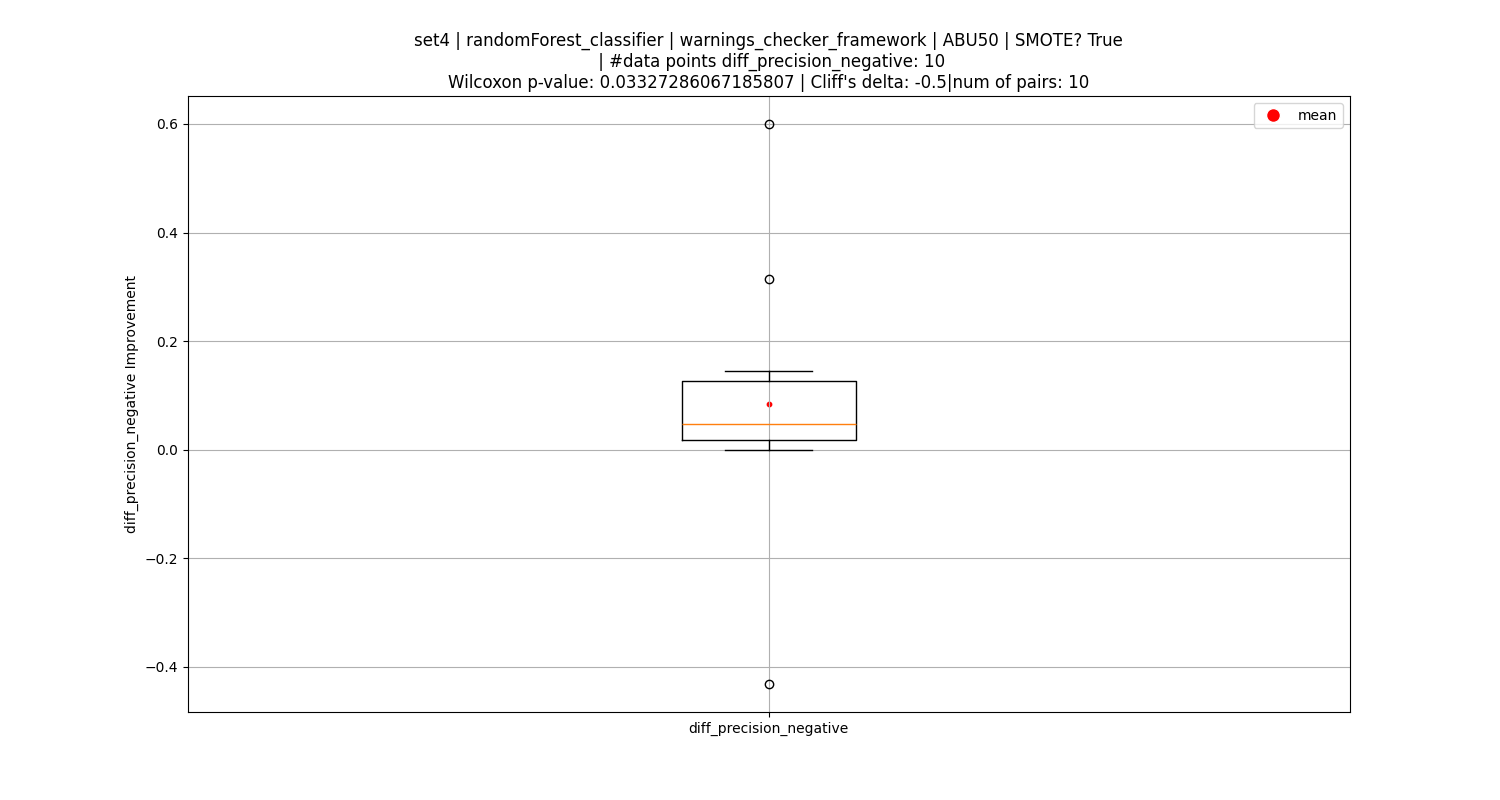 set4 | randomForest_classifier | warnings_checker_framework | ABU50 | SMOTE? True
| #data points diff_precision_negative: 10
Wilcoxon p-value: 0.03327286067185807 | Cliff's delta: -0.5|num of pairs: 10
mean
0.6
0.4
0.2
0.0
−0.2
−0.4
diff_precision_negative Improvement
diff_precision_negative